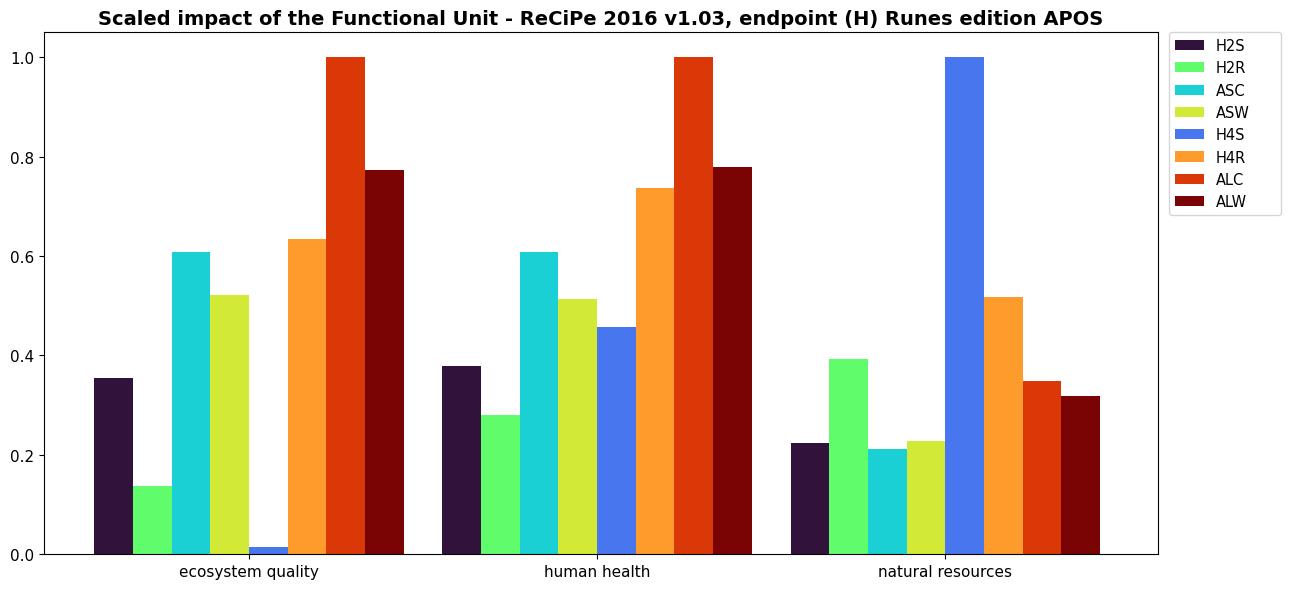 Scaled impact of the Functional Unit - ReCiPe 2016 v1.03, endpoint (H) Runes edition APOS
1.0
0.8
0.6
0.4
0.2
0.0
ecosystem quality
human health
natural resources
H2S
H2R
ASC
ASW
H4S
H4R
ALC
ALW